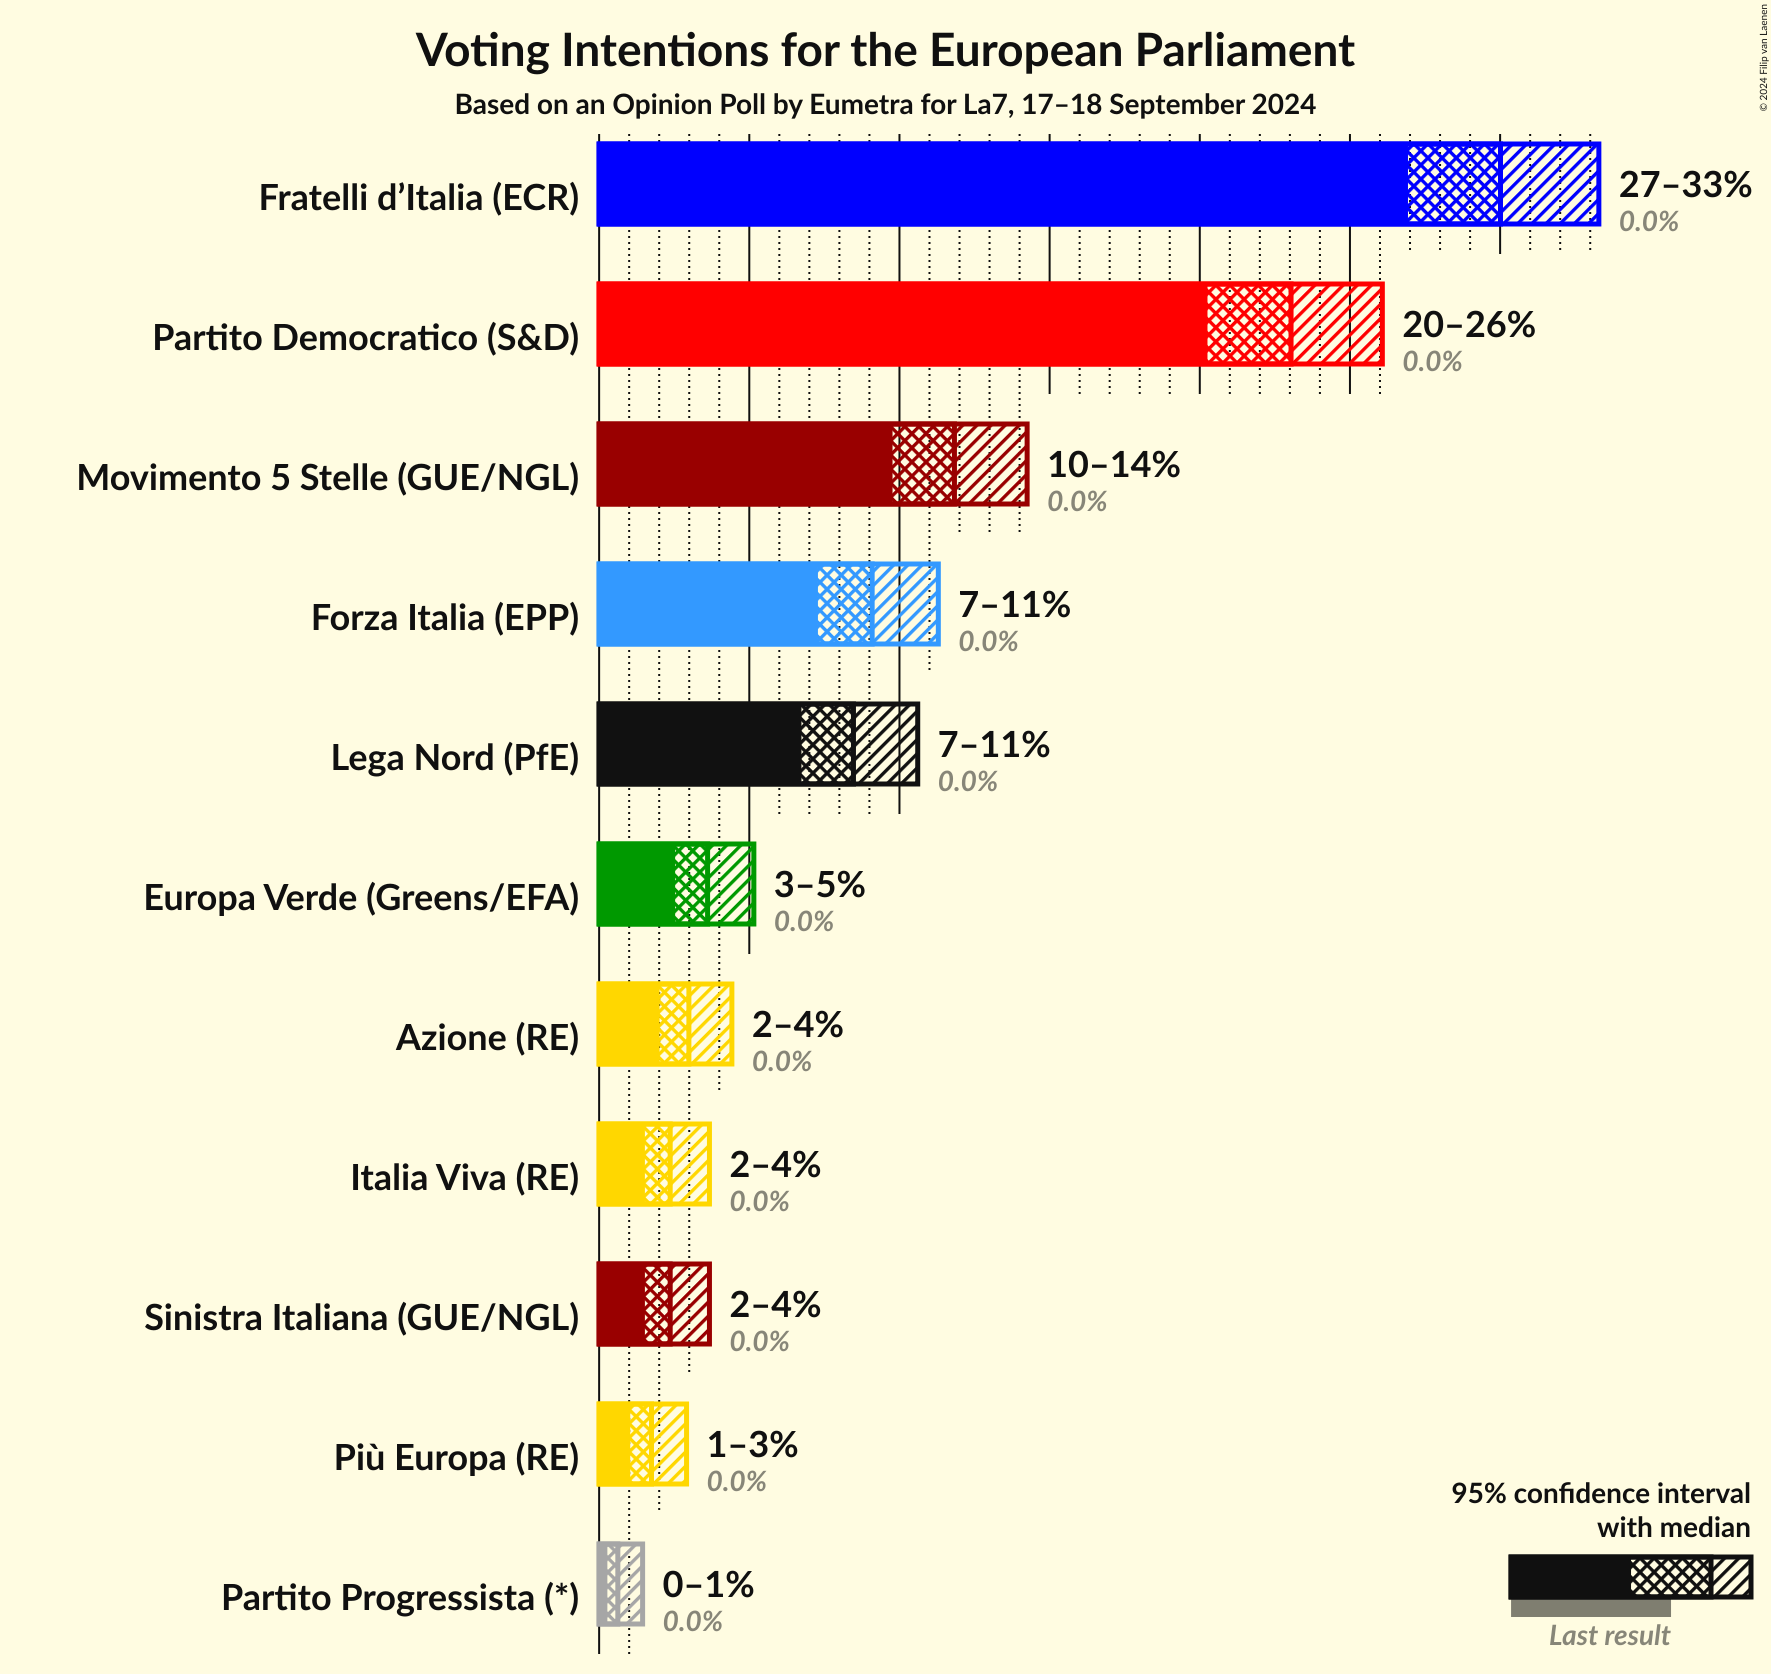 Voting Intentions for the European Parliament
Based on an Opinion Poll by Eumetra for La7, 17–18 September 2024
© 2024 Filip van Laenen
Fratelli d’Italia (ECR)
27–33%
0.0%
Partito Democratico (S&D)
20–26%
0.0%
Movimento 5 Stelle (GUE/NGL)
10–14%
0.0%
Forza Italia (EPP)
7–11%
0.0%
Lega Nord (PfE)
7–11%
0.0%
Europa Verde (Greens/EFA)
3–5%
0.0%
Azione (RE)
2–4%
0.0%
Italia Viva (RE)
2–4%
0.0%
Sinistra Italiana (GUE/NGL)
2–4%
0.0%
Più Europa (RE)
1–3%
0.0%
Partito Progressista (*)
0–1%
0.0%
95% confidence interval
with median
Last result